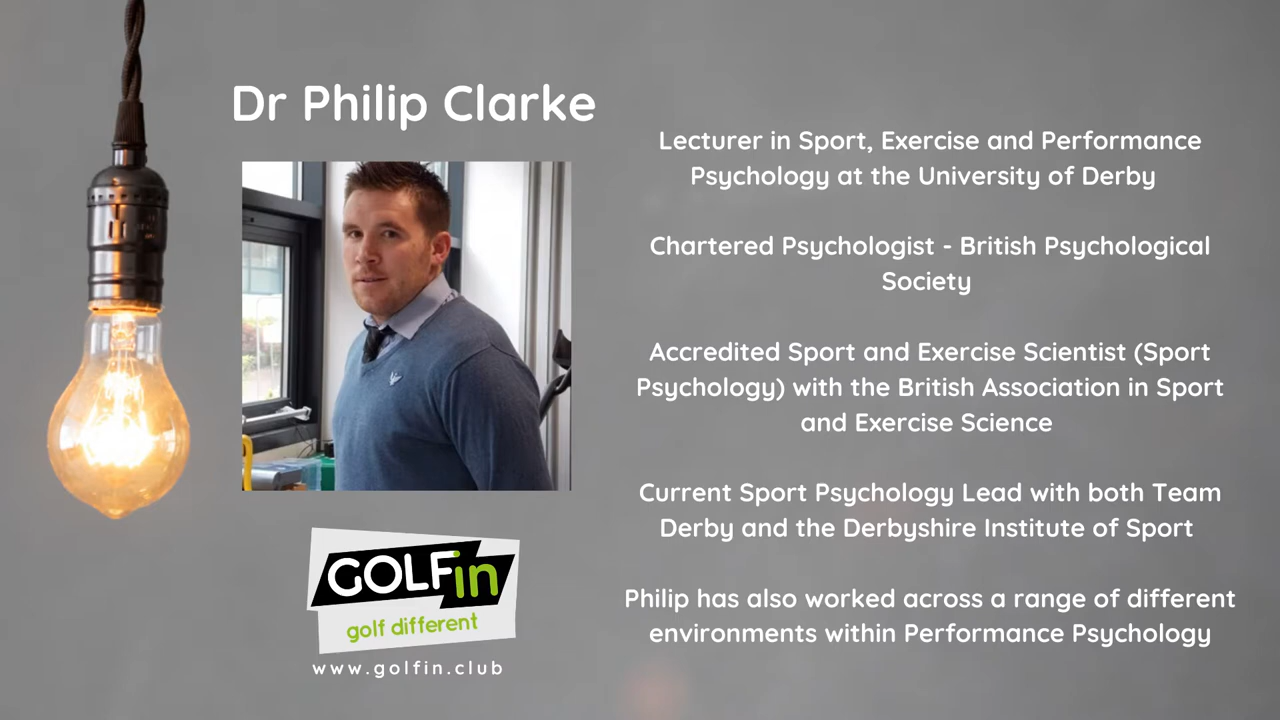 Dr Philip Clarke
Lecturer in Sport, Exercise and Performance
Psychology at the University of Derby
Chartered Psychologist - British Psychological
Society
Accredited Sport and Exercise Scientist (Sport
Psychology) with the British Association in Sport
and Exercise Science
Current Sport Psychology Lead with both Team
Derby and the Derbyshire Institute of Sport
Philip has also worked across a range of different
environments within Performance Psychology
GOLFin
golf different
www.golfin.club